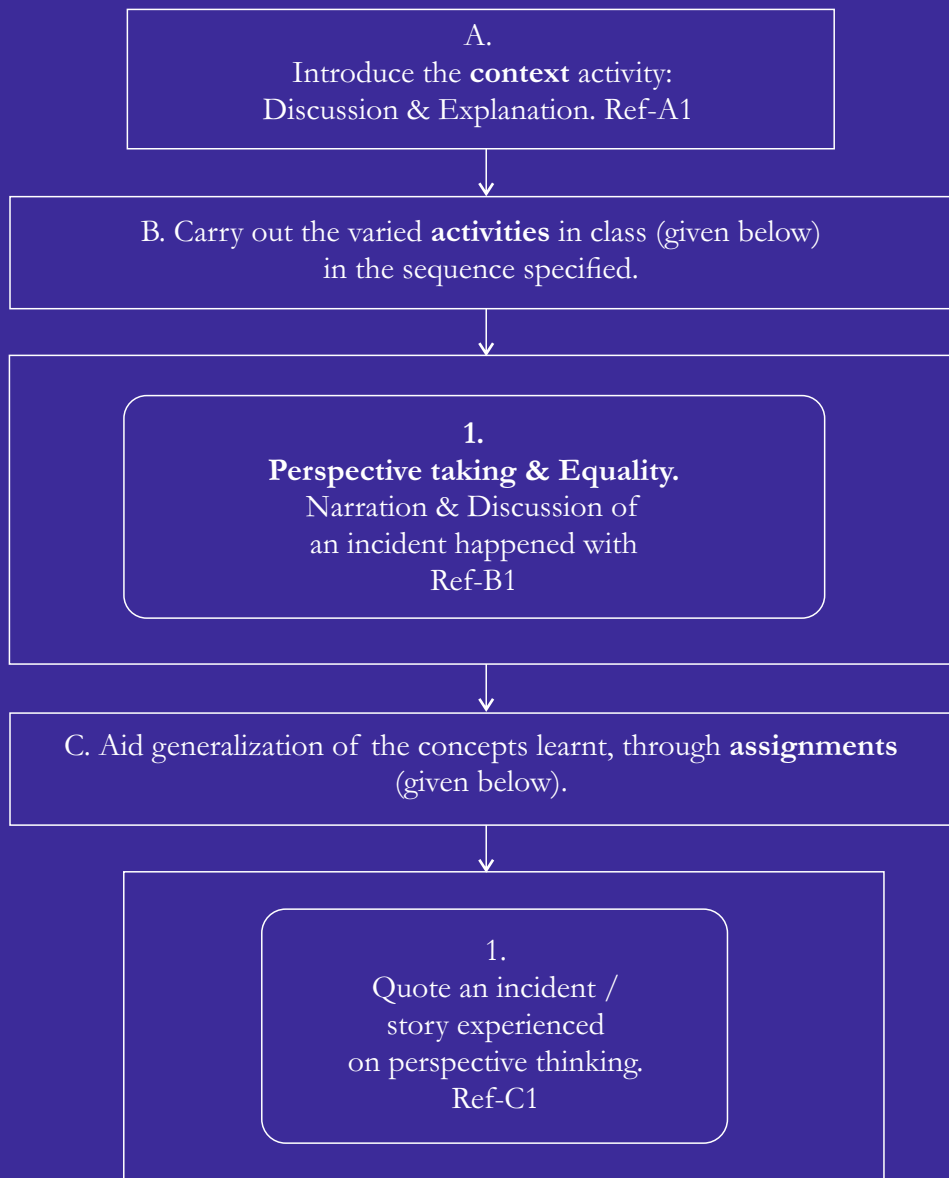 A.
Introduce the context activity:
Discussion & Explanation. Ref-A1
B. Carry out the varied activities in class (given below)
in the sequence specified.
1.
Perspective taking & Equality.
Narration & Discussion of
an incident happened with
Ref-B1
C. Aid generalization of the concepts learnt, through assignments
(given below).
1.
Quote an incident /
story experienced
on perspective thinking.
Ref-C1